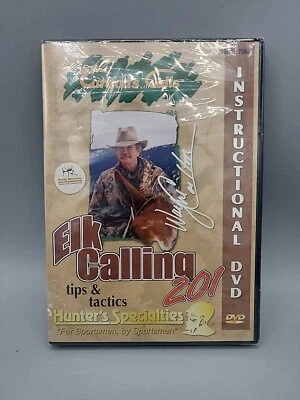 INSTRUCTIONAL DVD
Elk
Calling
201
tips &
tactics
Hunter's Specialties
"For Sportsmen, by Sportsmen"
DVD